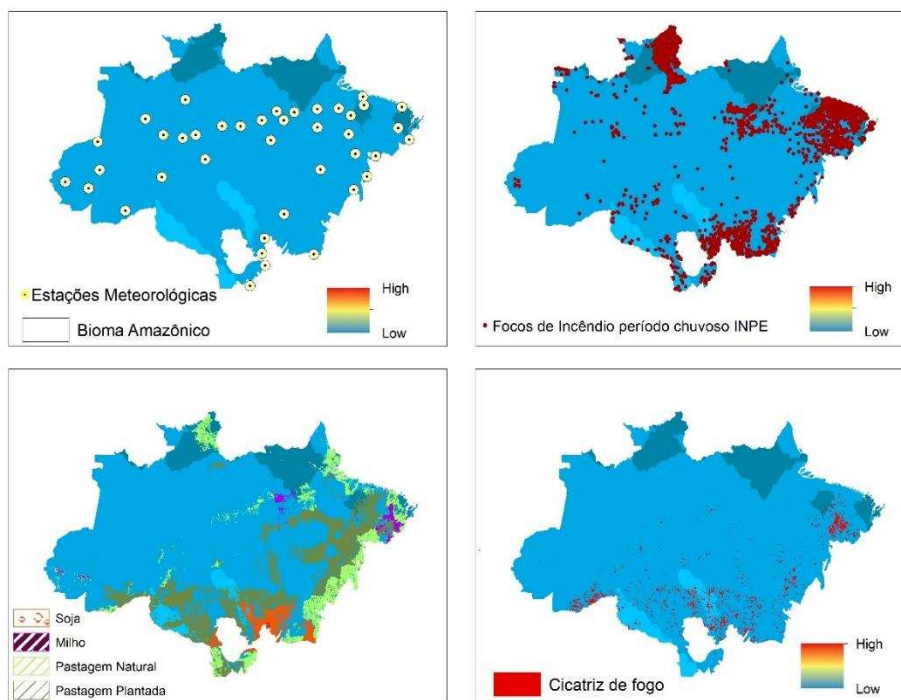 Estações Meteorológicas
Bioma Amazônico
High
Low
Focos de Incêndio período chuvoso INPE
High
Low
Soja
Milho
Pastagem Natural
Pastagem Plantada
Cicatriz de fogo
High
Low